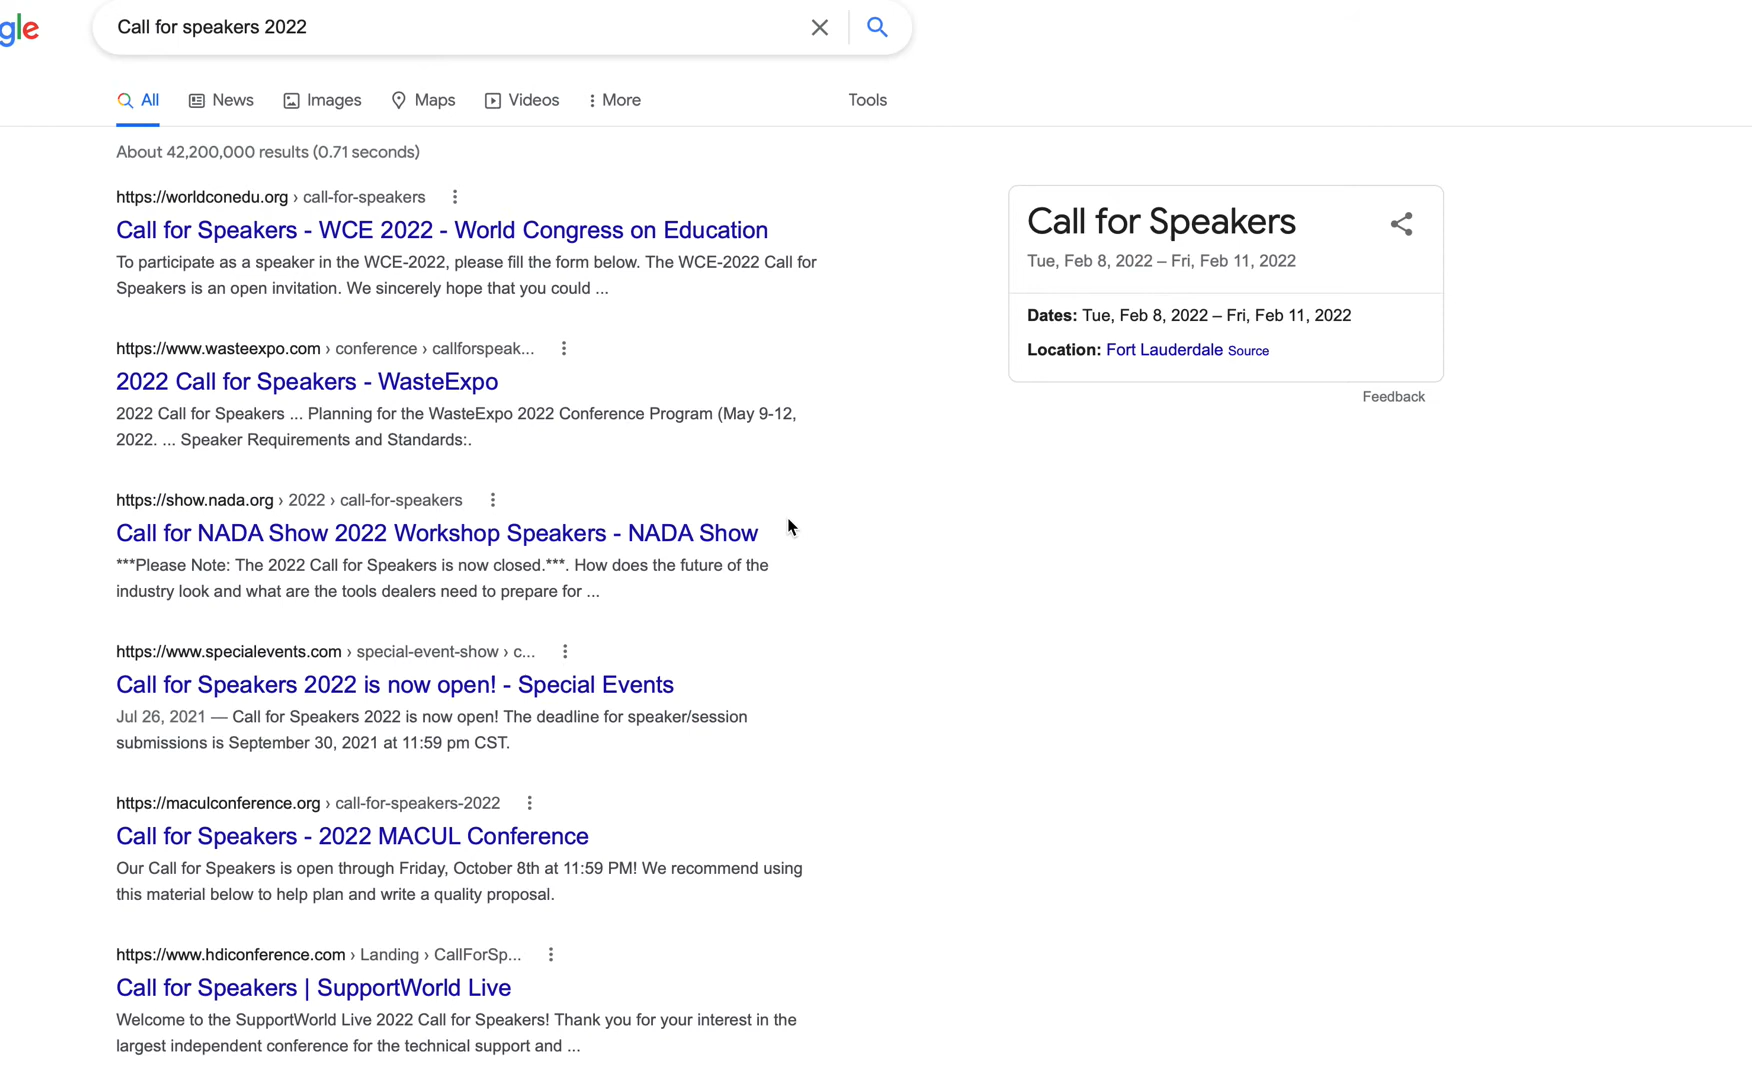 gle
Call for speakers 2022
All News Images Maps Videos More Tools
About 42,200,000 results (0.71 seconds)
https://worldconedu.org › call-for-speakers
Call for Speakers - WCE 2022 - World Congress on Education
To participate as a speaker in the WCE-2022, please fill the form below. The WCE-2022 Call for
Speakers is an open invitation. We sincerely hope that you could ...
https://www.wasteexpo.com › conference › callforspeak...
2022 Call for Speakers - WasteExpo
2022 Call for Speakers ... Planning for the WasteExpo 2022 Conference Program (May 9-12,
2022. ... Speaker Requirements and Standards:.
https://show.nada.org › 2022 › call-for-speakers
Call for NADA Show 2022 Workshop Speakers - NADA Show
***Please Note: The 2022 Call for Speakers is now closed.***. How does the future of the
industry look and what are the tools dealers need to prepare for ...
https://www.specialevents.com › special-event-show › c...
Call for Speakers 2022 is now open! - Special Events
Jul 26, 2021 — Call for Speakers 2022 is now open! The deadline for speaker/session
submissions is September 30, 2021 at 11:59 pm CST.
https://maculconference.org › call-for-speakers-2022
Call for Speakers - 2022 MACUL Conference
Our Call for Speakers is open through Friday, October 8th at 11:59 PM! We recommend using
this material below to help plan and write a quality proposal.
https://www.hdiconference.com › Landing › CallForSp...
Call for Speakers | SupportWorld Live
Welcome to the SupportWorld Live 2022 Call for Speakers! Thank you for your interest in the
largest independent conference for the technical support and ...
Call for Speakers
Tue, Feb 8, 2022 – Fri, Feb 11, 2022
Dates: Tue, Feb 8, 2022 – Fri, Feb 11, 2022
Location: Fort Lauderdale Source
Feedback